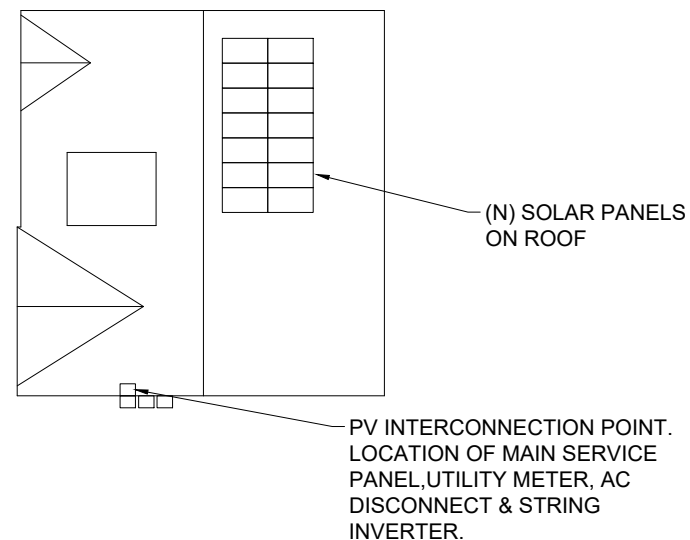 (N) SOLAR PANELS
ON ROOF
PV INTERCONNECTION POINT.
LOCATION OF MAIN SERVICE
PANEL,UTILITY METER, AC
DISCONNECT & STRING
INVERTER.